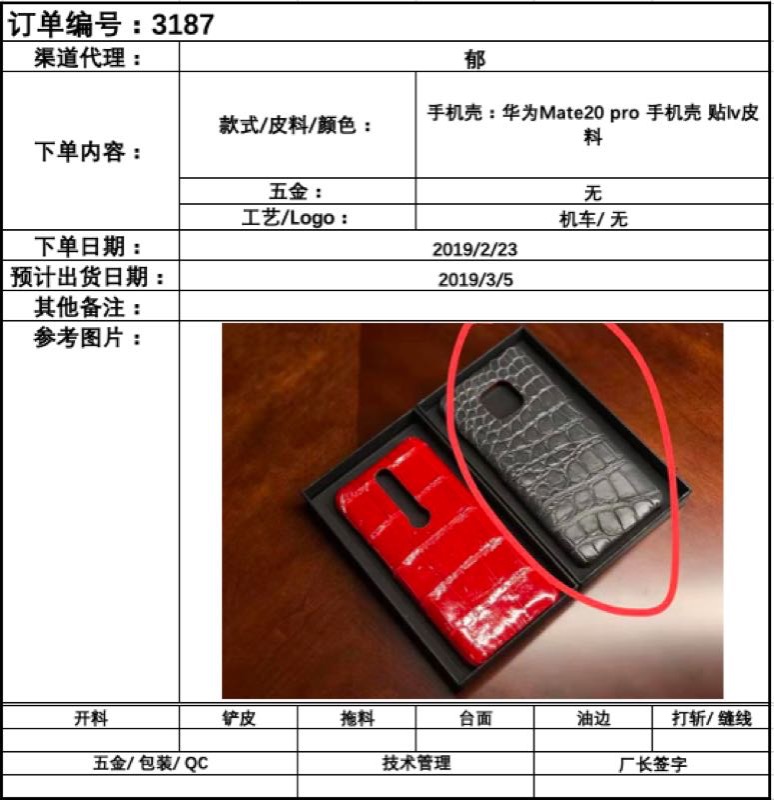 订单编号：3187
渠道代理：
郁
下单内容：
款式/皮料/颜色：
手机壳：华为Mate20 pro 手机壳 贴lv皮
料
五金：
无
工艺/Logo：
机车/ 无
下单日期：
2019/2/23
预计出货日期：
2019/3/5
其他备注：
参考图片：
开料 铲皮 拖料 台面 油边 打斩/ 缝线
五金/ 包装/ QC 技术管理 厂长签字